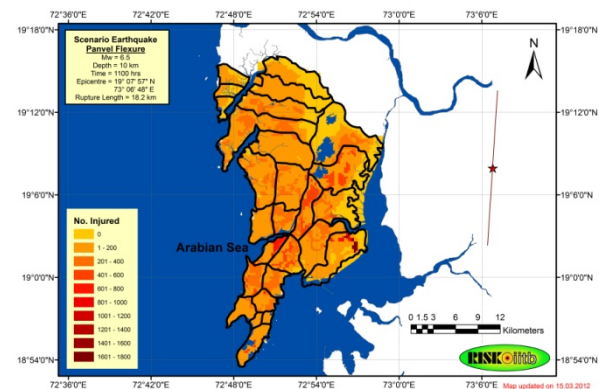 72°36'0"E 72°42'0"E 72°48'0"E 72°54'0"E 73°0'0"E 73°6'0"E
19°18'0"N 19°18'0"N
Scenario Earthquake
Panvel Flexure
Mw = 6.5
Depth = 10 km
Time = 1100 hrs
Epicentre = 19° 07' 57" N
73° 06' 48" E
Rupture Length = 18.2 km
N
19°12'0"N 19°12'0"N
19°6'0"N 19°6'0"N
No. Injured
0
1 - 200
201 - 400
401 - 600
601 - 800
801 - 1000
1001 - 1200
1201 - 1400
1401 - 1600
1601 - 1800
Arabian Sea
19°0'0"N 19°0'0"N
0 1.5 3 6 9 12
Kilometers
RISK iitb
18°54'0"N 18°54'0"N
72°36'0"E 72°42'0"E 72°48'0"E 72°54'0"E 73°0'0"E 73°6'0"E
Map updated on 15.03.2012